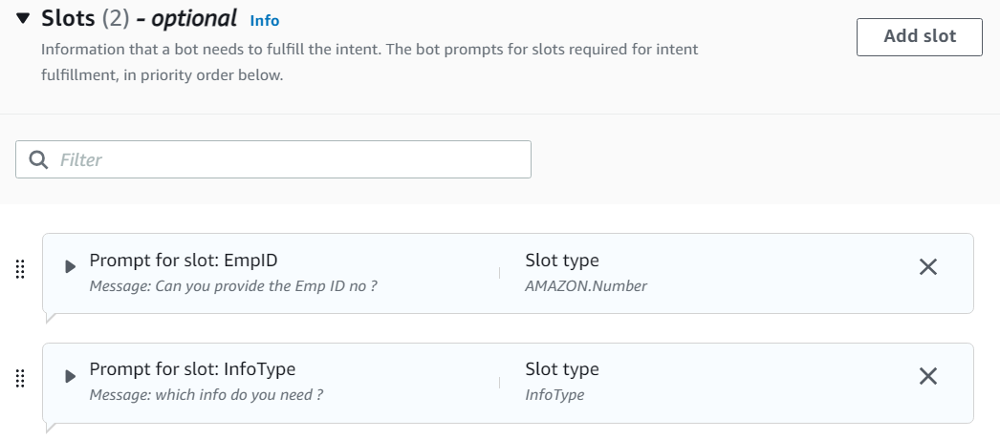 Slots (2) - optional Info
Add slot
Information that a bot needs to fulfill the intent. The bot prompts for slots required for intent
fulfillment, in priority order below.
Filter
Prompt for slot: EmpID
Message: Can you provide the Emp ID no ?
Slot type
AMAZON.Number
Prompt for slot: InfoType
Message: which info do you need ?
Slot type
InfoType